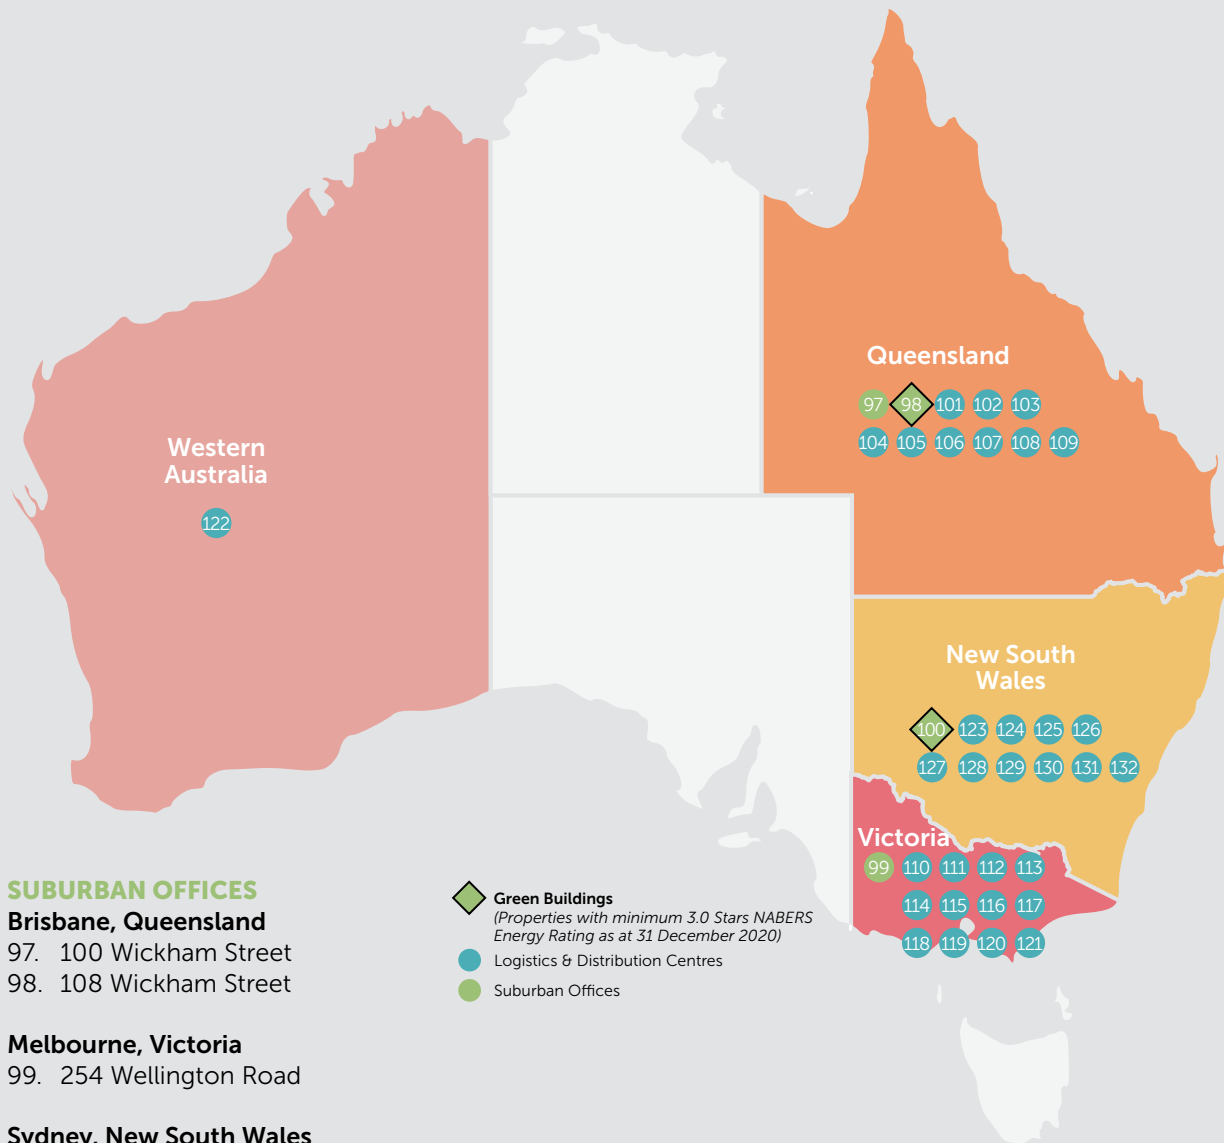 Queensland
97 98 101 102 103
104 105 106 107 108 109
Western
Australia
122
New South
Wales
100 123 124 125 126
127 128 129 130 131 132
Victoria
99 110 111 112 113
114 115 116 117
118 119 120 121
SUBURBAN OFFICES
Brisbane, Queensland
97. 100 Wickham Street
98. 108 Wickham Street
Melbourne, Victoria
99. 254 Wellington Road
Sydney, New South Wales
Green Buildings
(Properties with minimum 3.0 Stars NABERS
Energy Rating as at 31 December 2020)
Logistics & Distribution Centres
Suburban Offices